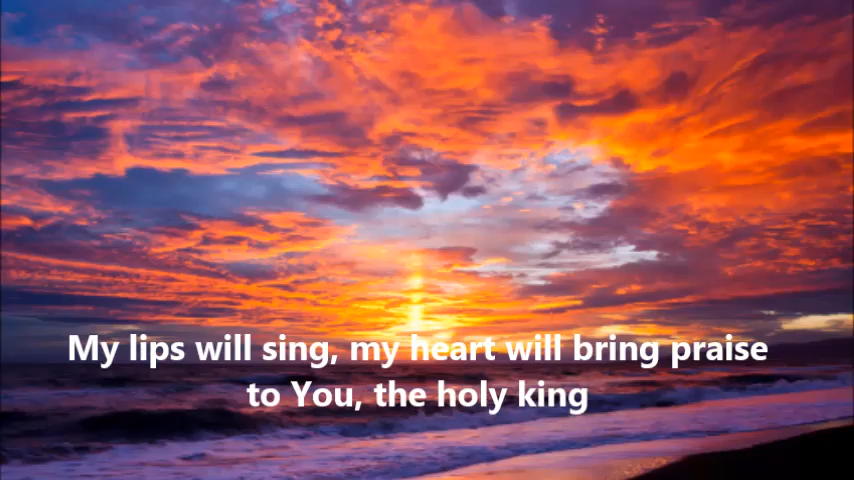 My lips will sing, my heart will bring praise
to You, the holy king